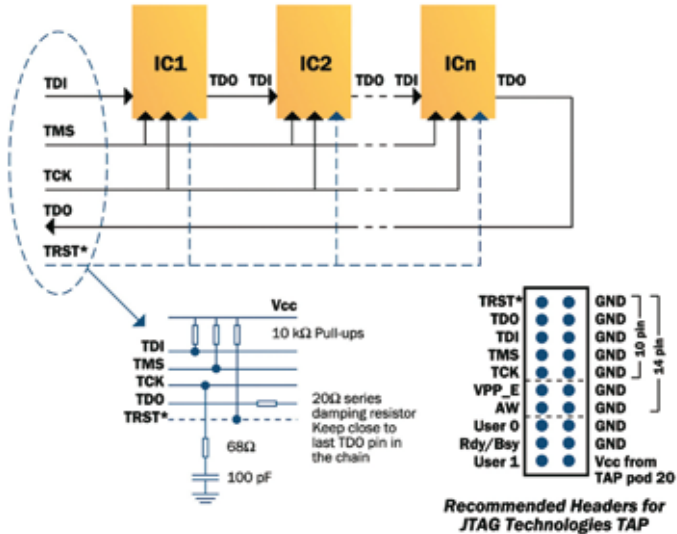 IC1
IC2
ICn
TDI
TDO
TDI
TDO
TDI
TDO
TMS
TCK
TDO
TRST*
Vcc
10 kΩ Pull-ups
TDI
TMS
TCK
TDO
TRST*
20Ω series
damping resistor
Keep close to
last TDO pin in
the chain
68Ω
100 pF
TRST* GND
TDO GND
TDI GND
TMS GND
TCK GND
VPP_E GND
AW GND
User 0 GND
Rdy/Bsy GND
User 1 Vcc from
TAP pod 20
10 pin
14 pin
Recommended Headers for
JTAG Technologies TAP